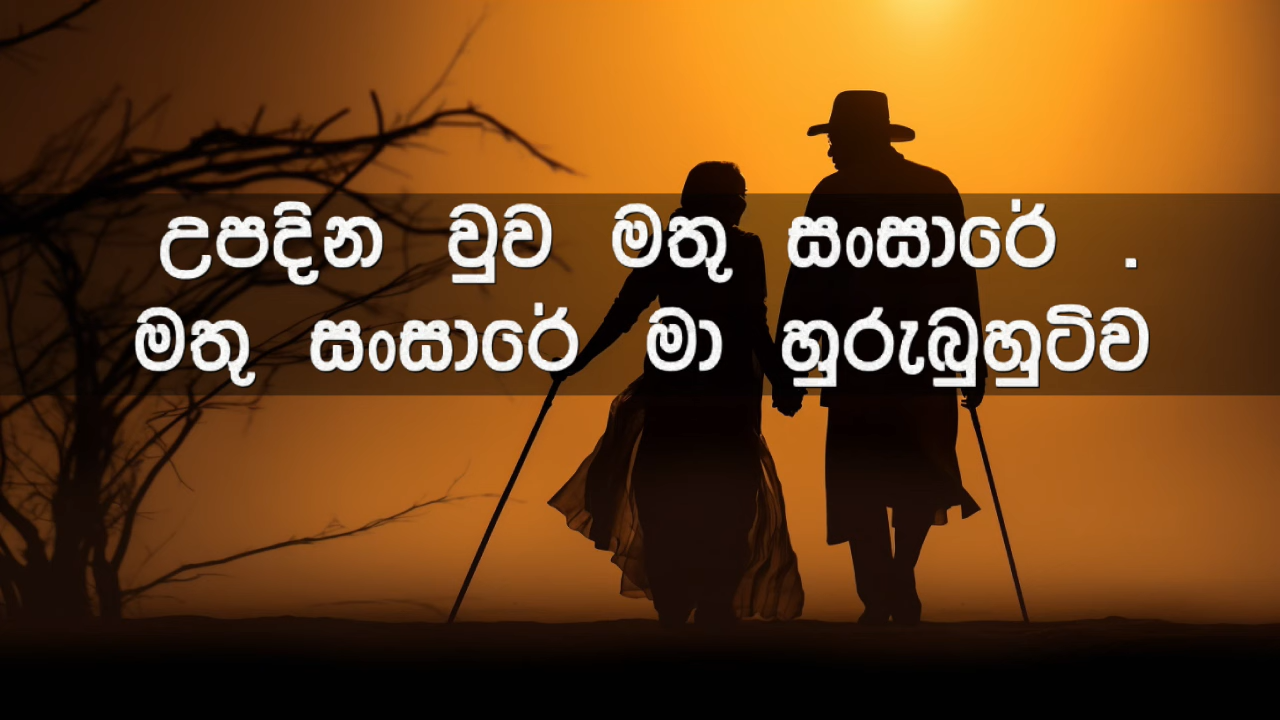 උපදින වුව මතු සංසාරේ .
මතු සංසාරේ මා හුරුබුහුටිව